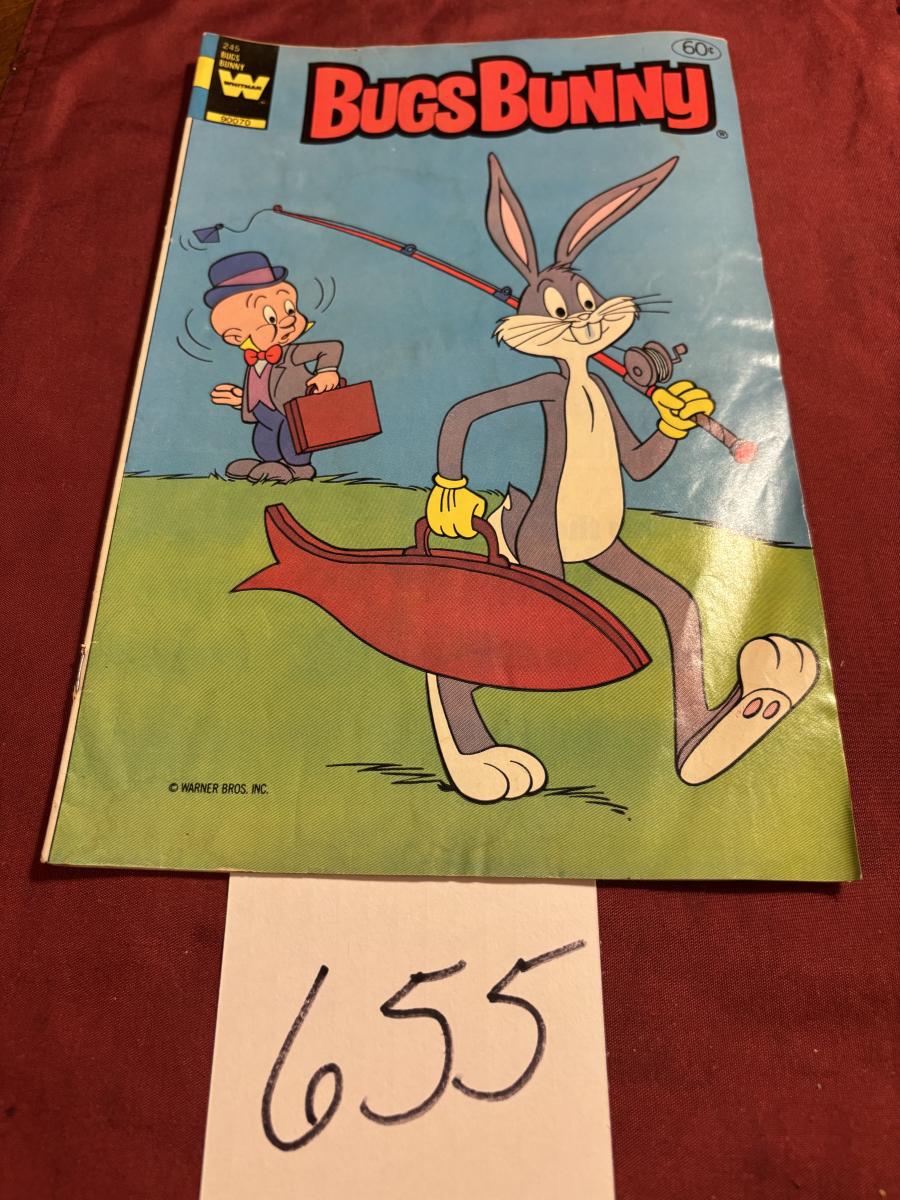 245
BUGS
BUNNY
WHITMAN
90070
60¢
BUGS BUNNY®
© WARNER BROS. INC.
655